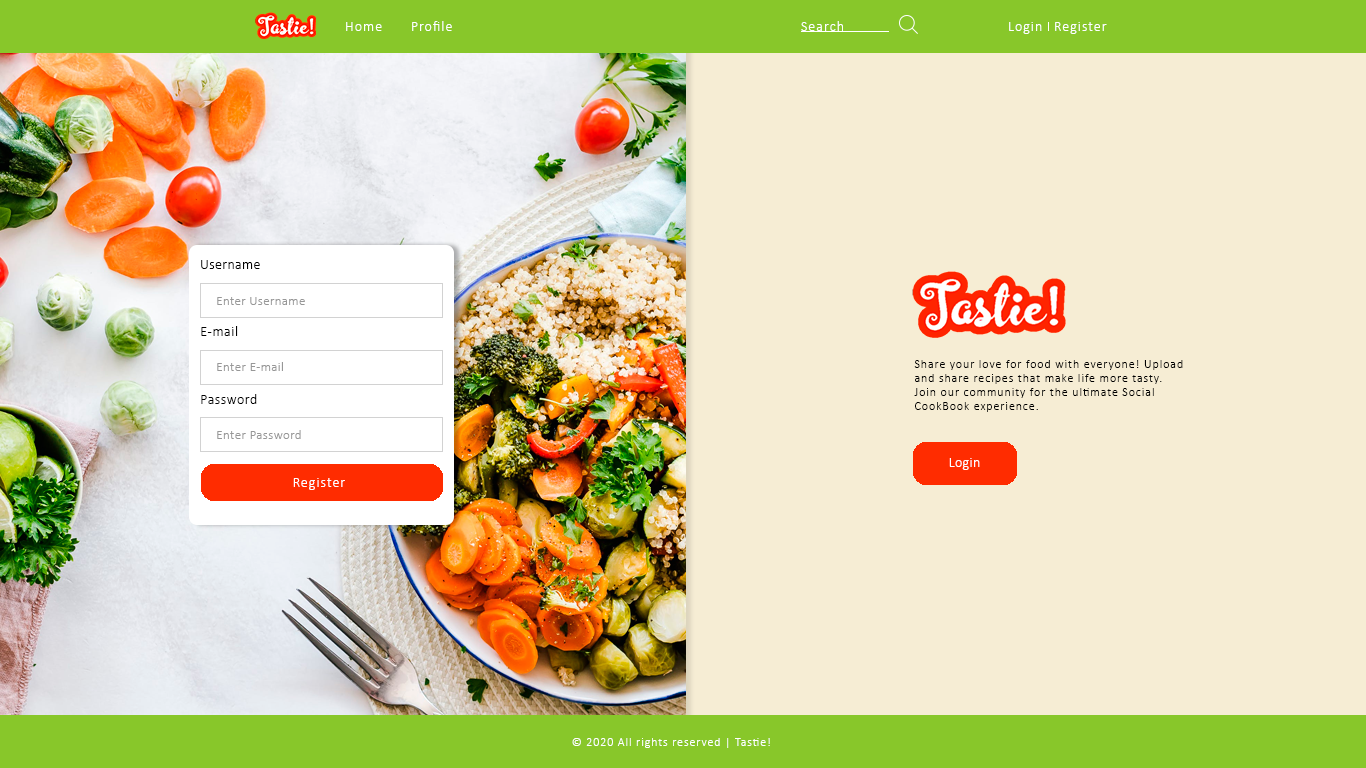 Tastie! Home Profile Search Login | Register
Username
Enter Username
E-mail
Enter E-mail
Password
Enter Password
Register
Tastie!
Share your love for food with everyone! Upload
and share recipes that make life more tasty.
Join our community for the ultimate Social
CookBook experience.
Login
© 2020 All rights reserved | Tastie!